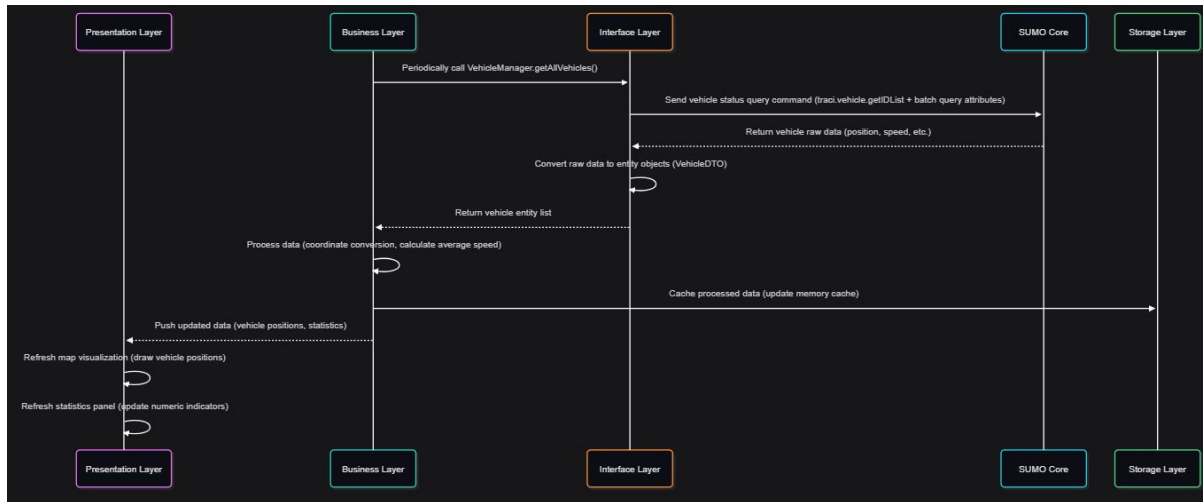 Presentation Layer
Business Layer
Interface Layer
SUMO Core
Storage Layer
Periodically call VehicleManager.getAllVehicles()
Send vehicle status query command (traci.vehicle.getIDList + batch query attributes)
Return vehicle raw data (position, speed, etc.)
Convert raw data to entity objects (VehicleDTO)
Return vehicle entity list
Process data (coordinate conversion, calculate average speed)
Cache processed data (update memory cache)
Push updated data (vehicle positions, statistics)
Refresh map visualization (draw vehicle positions)
Refresh statistics panel (update numeric indicators)
Presentation Layer
Business Layer
Interface Layer
SUMO Core
Storage Layer